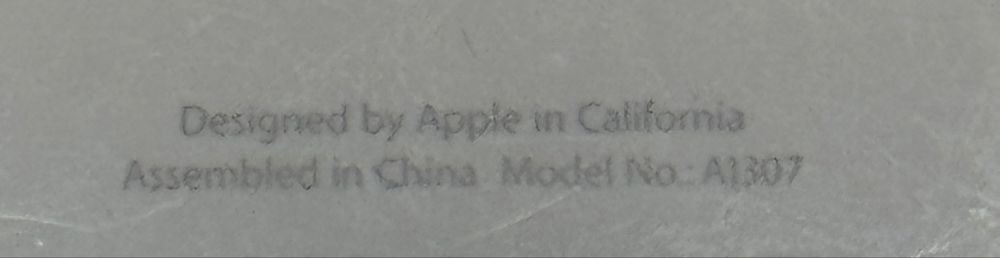 Designed by Apple in California
Assembled in China Model No.: A1307